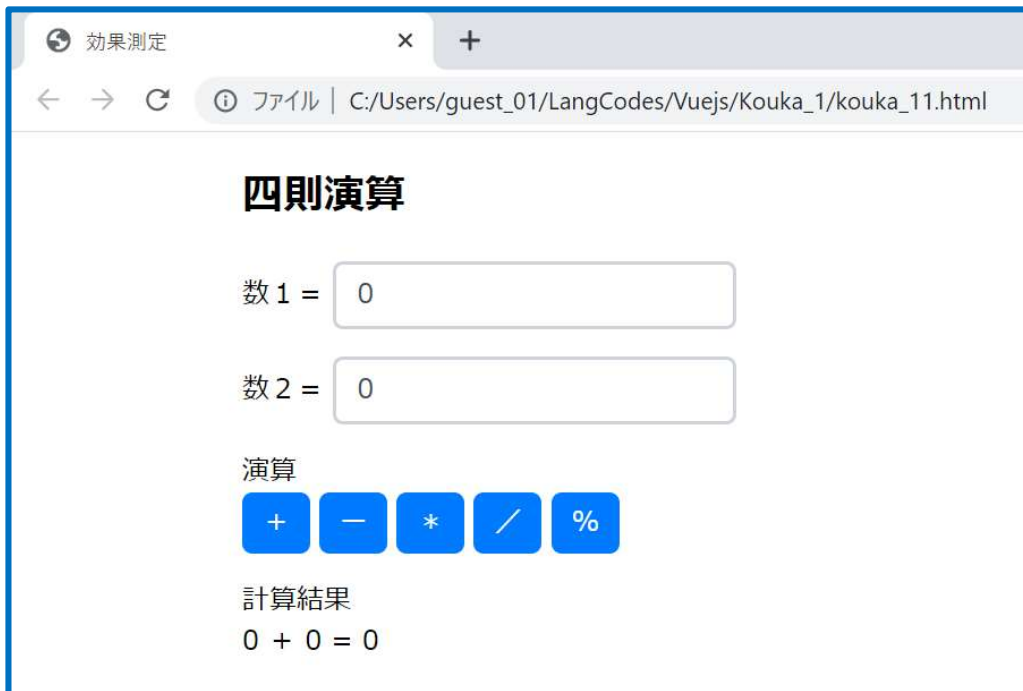 効果測定
ファイル | C:/Users/guest_01/LangCodes/Vuejs/Kouka_1/kouka_11.html
四則演算
数1 = 0
数2 = 0
演算
+ － * ／ %
計算結果
0 + 0 = 0